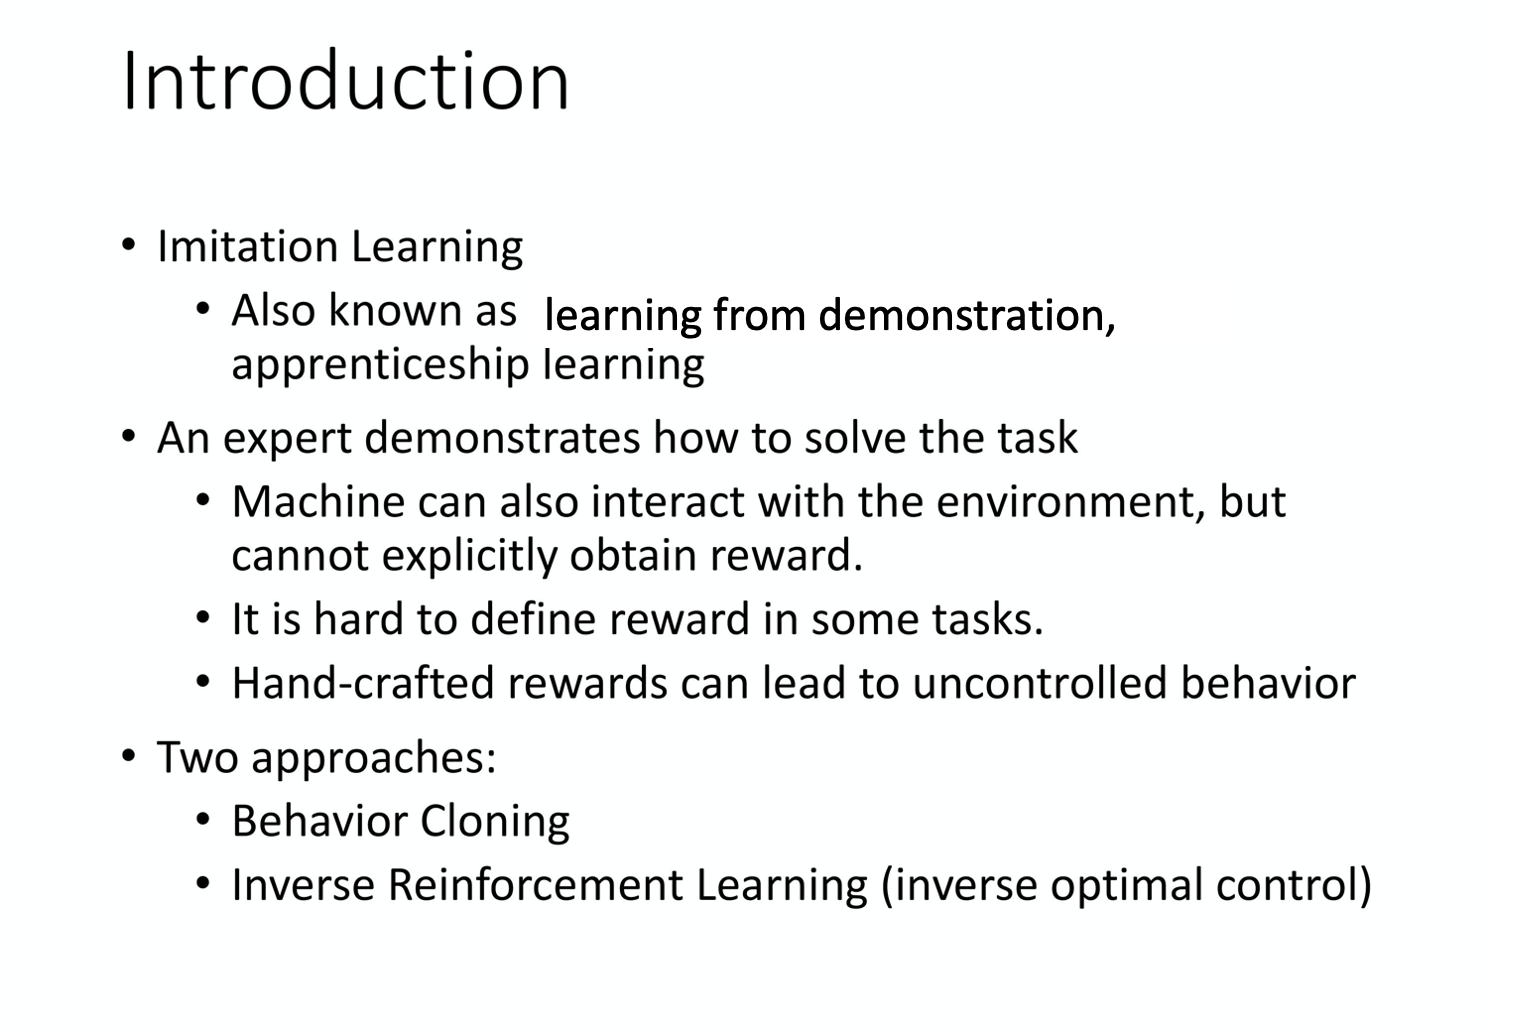 Introduction
• Imitation Learning
• Also known as learning from demonstration,
apprenticeship learning
• An expert demonstrates how to solve the task
• Machine can also interact with the environment, but
cannot explicitly obtain reward.
• It is hard to define reward in some tasks.
• Hand-crafted rewards can lead to uncontrolled behavior
• Two approaches:
• Behavior Cloning
• Inverse Reinforcement Learning (inverse optimal control)